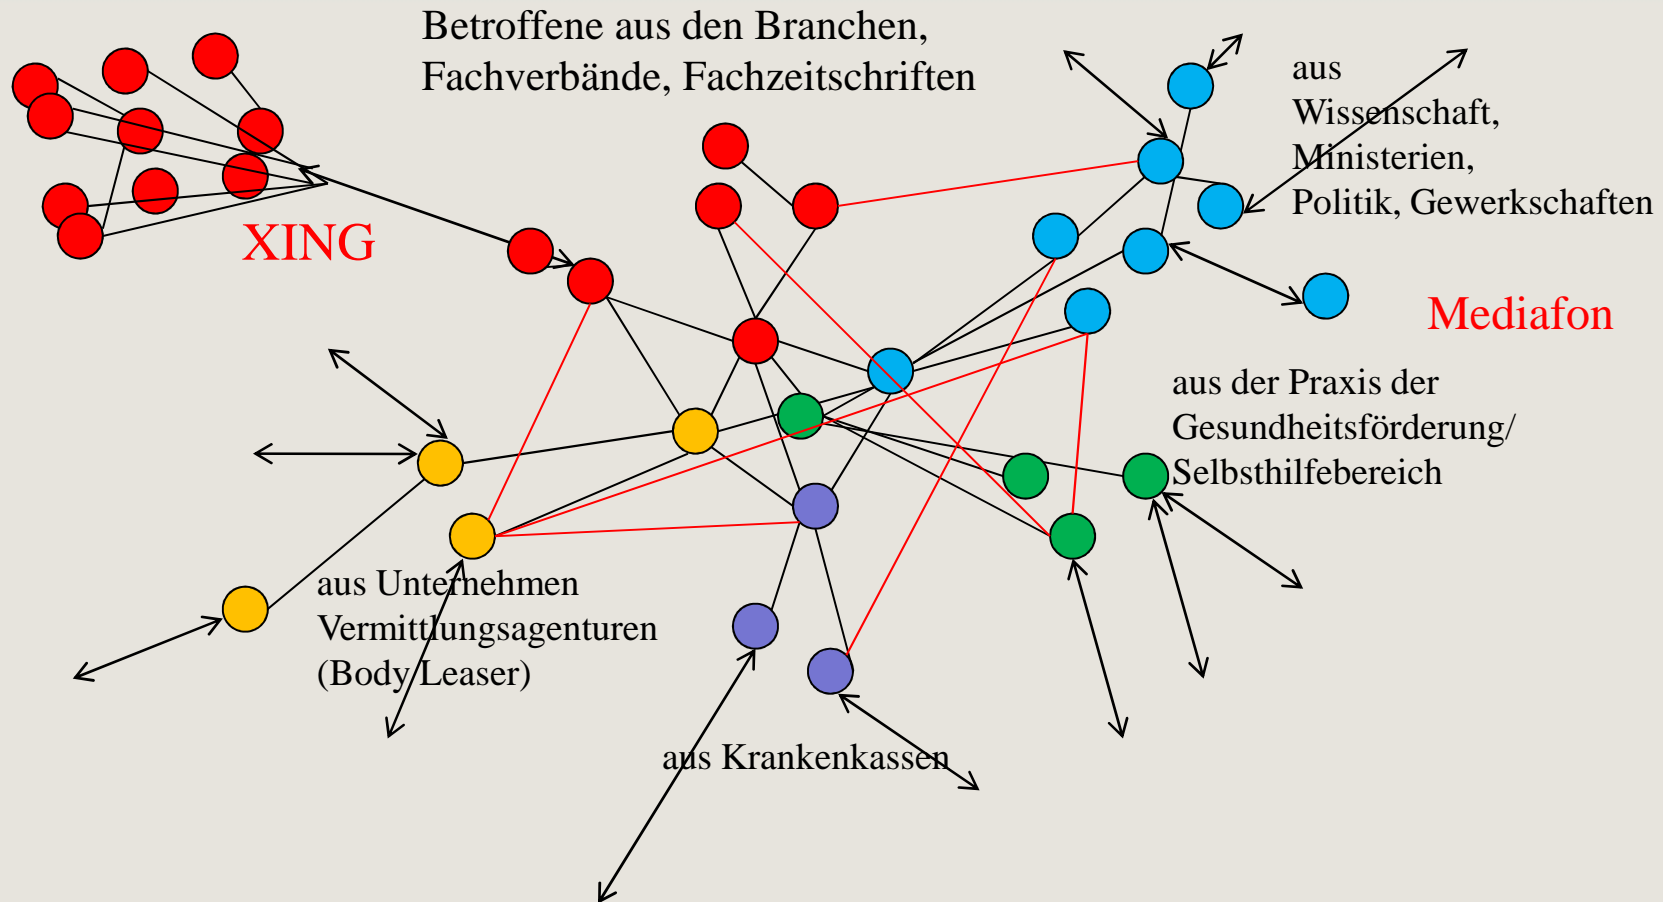 Betroffene aus den Branchen,
Fachverbände, Fachzeitschriften
aus
Wissenschaft,
Ministerien,
Politik, Gewerkschaften
XING
Mediafon
aus der Praxis der
Gesundheitsförderung/
Selbsthilfebereich
aus Unternehmen
Vermittlungsagenturen
(Body Leaser)
aus Krankenkassen